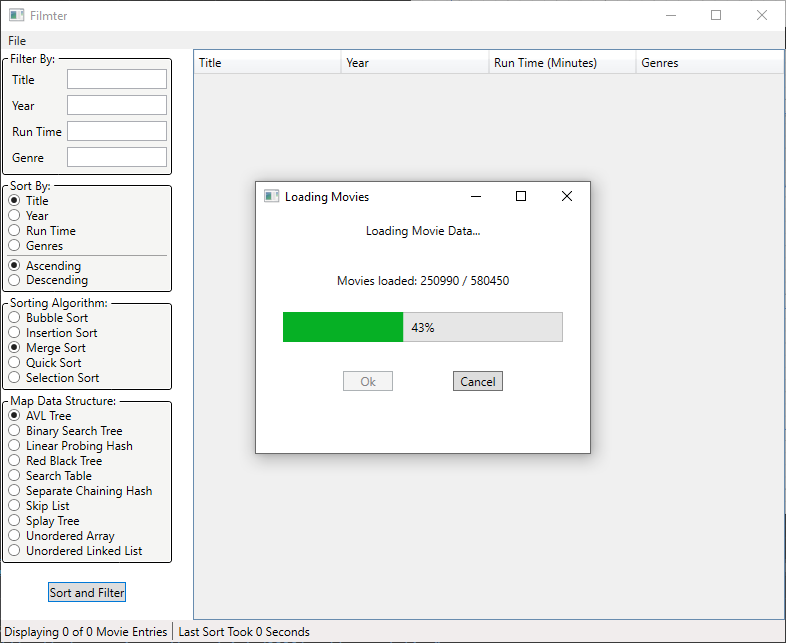 Filmter
File
Filter By:
Title
Year
Run Time
Genre
Sort By:
Title
Year
Run Time
Genres
Ascending
Descending
Sorting Algorithm:
Bubble Sort
Insertion Sort
Merge Sort
Quick Sort
Selection Sort
Map Data Structure:
AVL Tree
Binary Search Tree
Linear Probing Hash
Red Black Tree
Search Table
Separate Chaining Hash
Skip List
Splay Tree
Unordered Array
Unordered Linked List
Sort and Filter
Title Year Run Time (Minutes) Genres
Loading Movies
Loading Movie Data...
Movies loaded: 250990 / 580450
43%
Ok Cancel
Displaying 0 of 0 Movie Entries Last Sort Took 0 Seconds